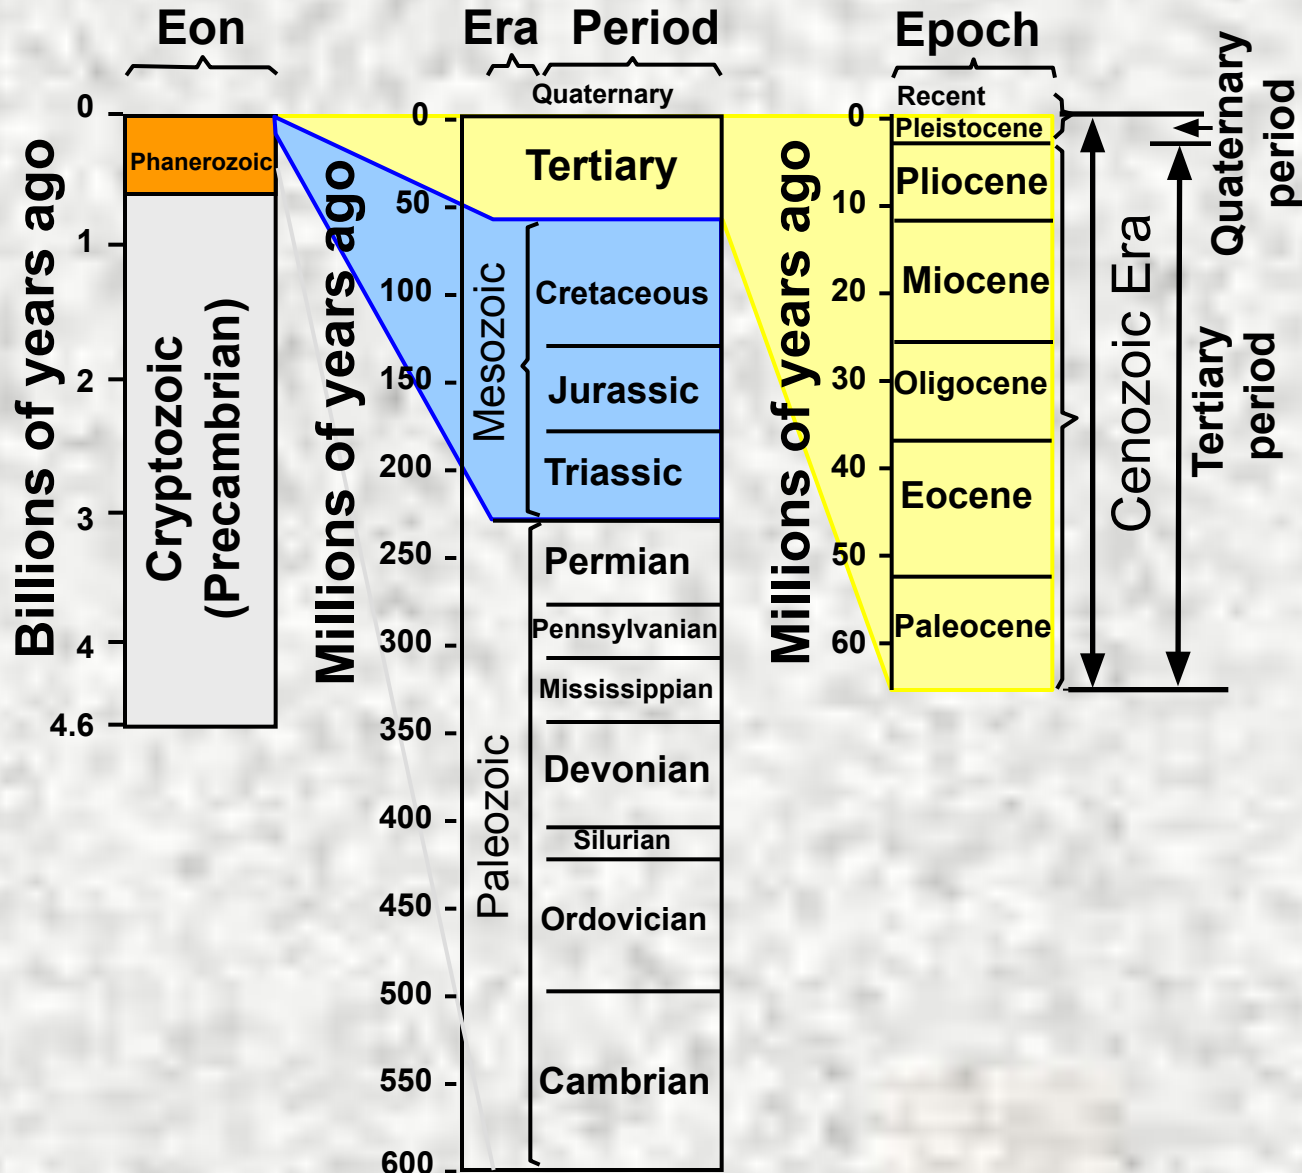 Eon
Era Period
Epoch
Quaternary
Recent
0
1
2
3
4
4.6
Billions of years ago
Phanerozoic
Cryptozoic
(Precambrian)
0
50
100
150
200
250
300
350
400
450
500
550
600
Millions of years ago
Tertiary
Mesozoic
Cretaceous
Jurassic
Triassic
Paleozoic
Permian
Pennsylvanian
Mississippian
Devonian
Silurian
Ordovician
Cambrian
0
10
20
30
40
50
60
Millions of years ago
Pleistocene
Pliocene
Miocene
Oligocene
Eocene
Paleocene
Cenozoic Era
Quaternary
period
Tertiary
period